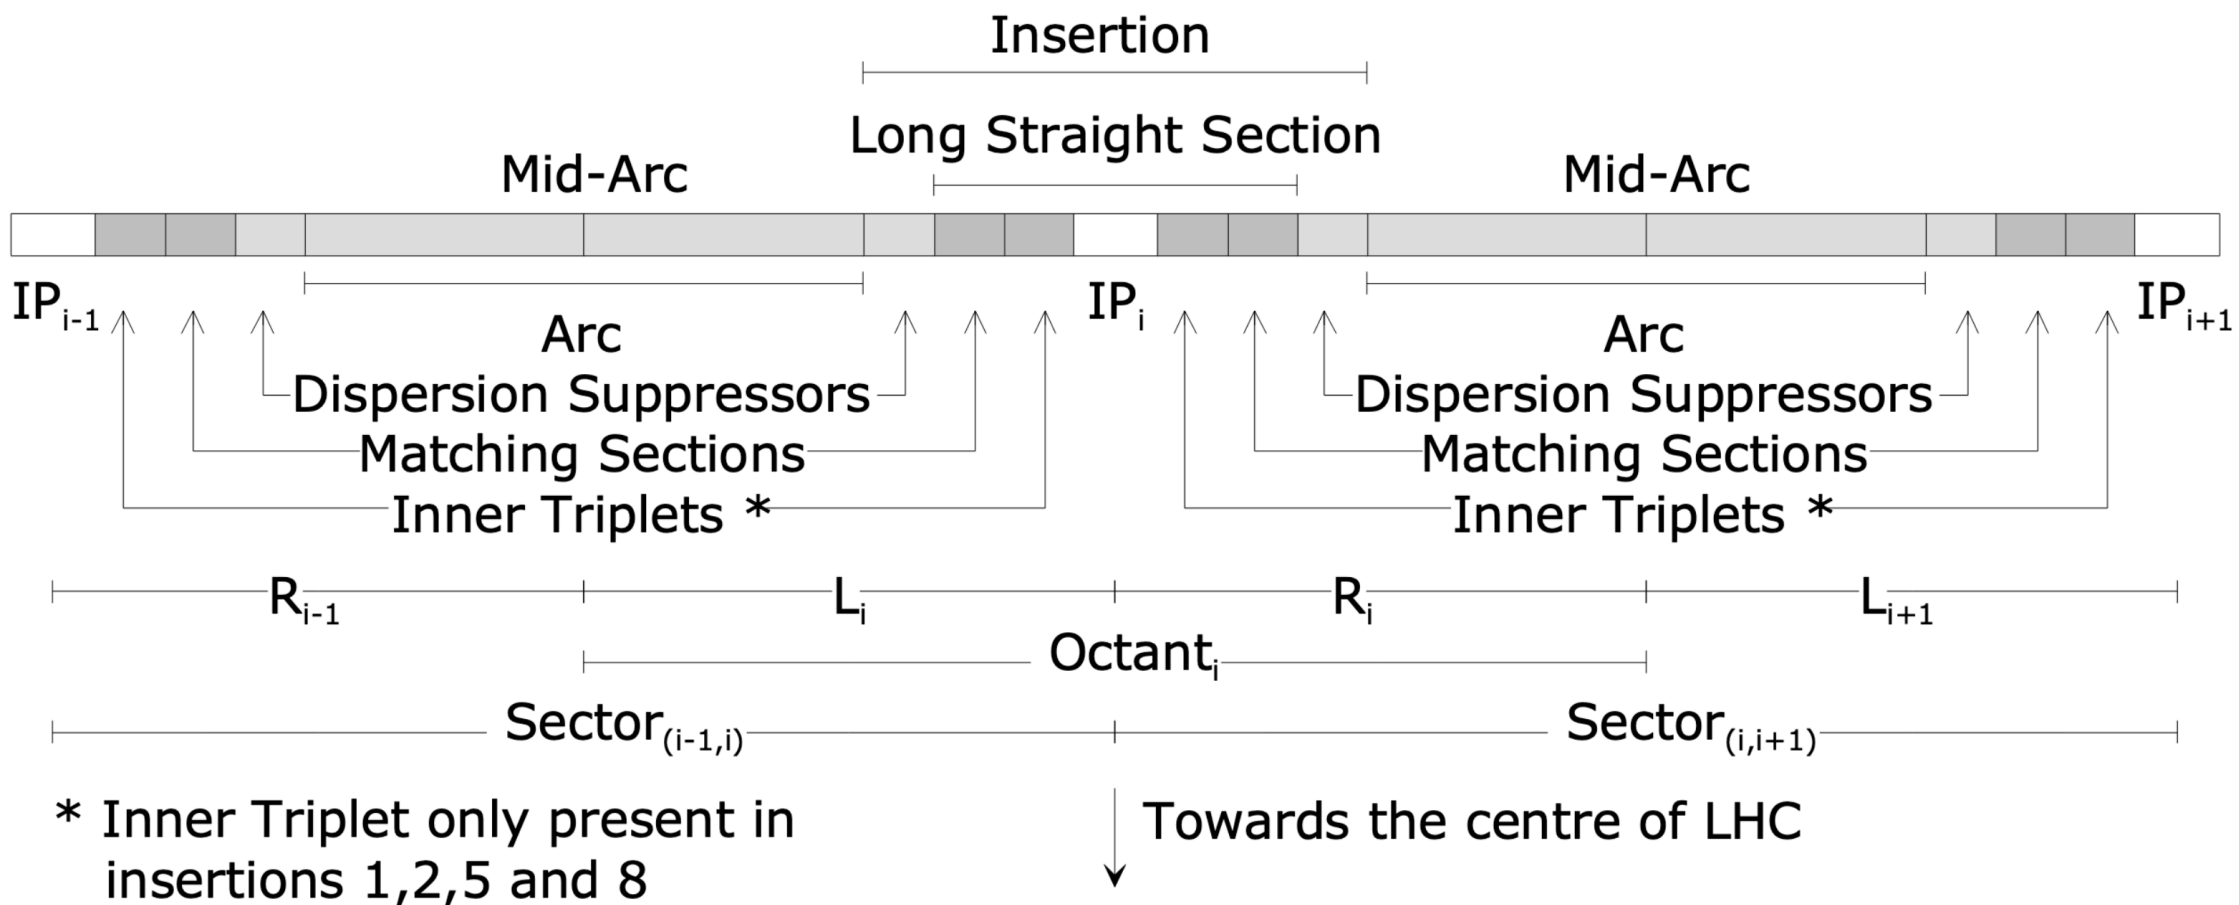 Insertion
Long Straight Section
Mid-Arc
Mid-Arc
IPi-1
IPi
IPi+1
Arc
Arc
Dispersion Suppressors
Dispersion Suppressors
Matching Sections
Matching Sections
Inner Triplets *
Inner Triplets *
Ri-1
Li
Ri
Li+1
Octanti
Sector(i-1,i)
Sector(i,i+1)
* Inner Triplet only present in
insertions 1,2,5 and 8
Towards the centre of LHC